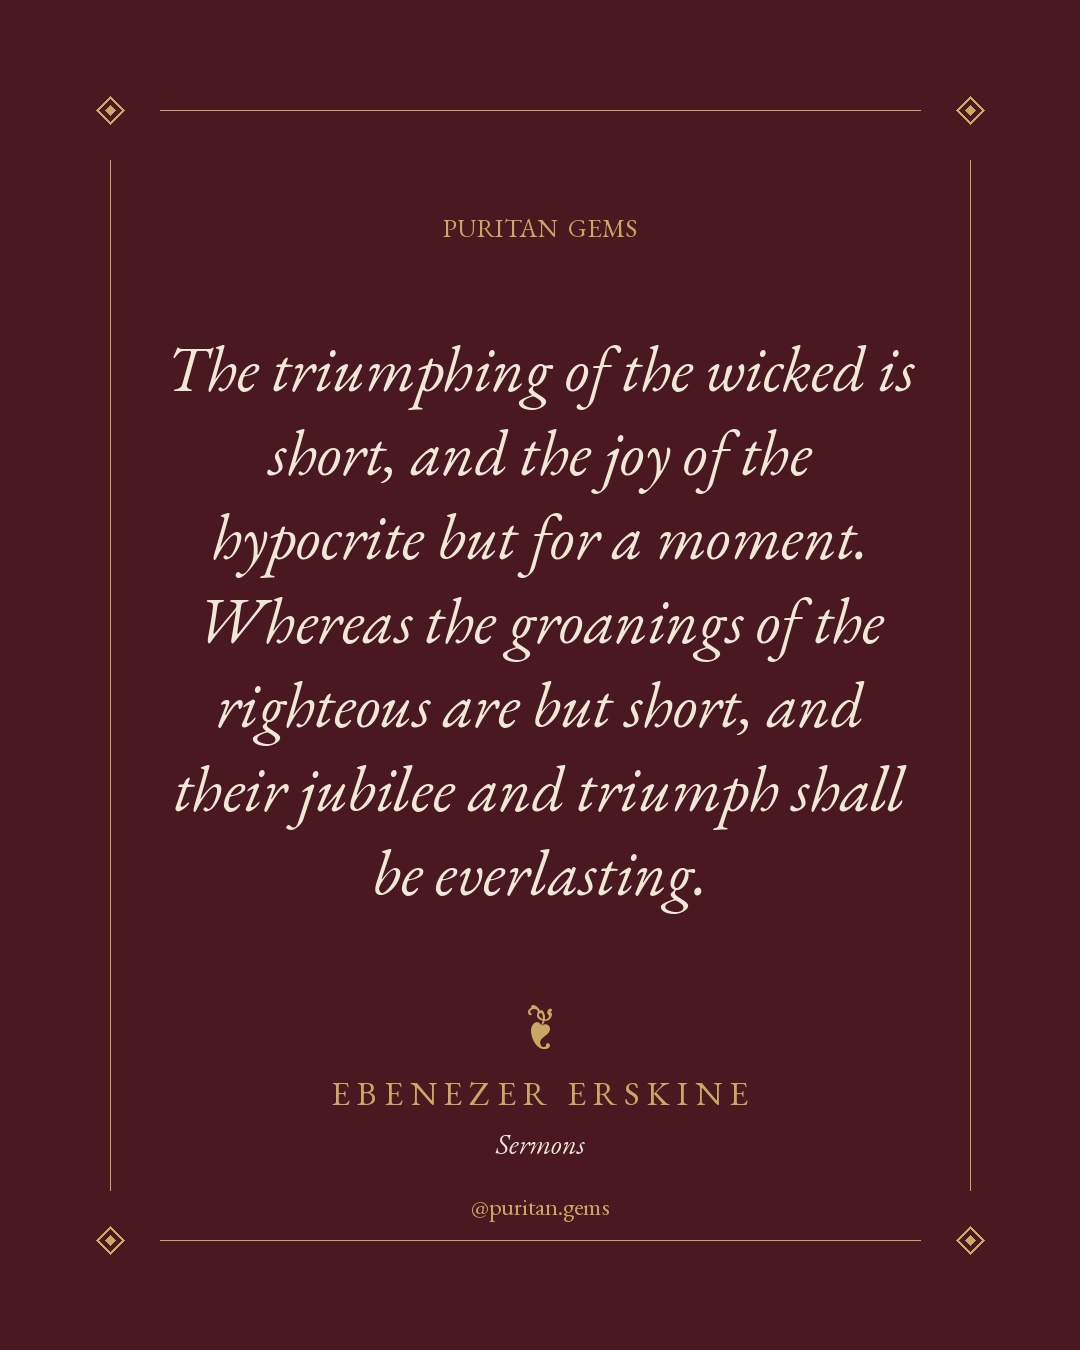 PURITAN GEMS
The triumphing of the wicked is
short, and the joy of the
hypocrite but for a moment.
Whereas the groanings of the
righteous are but short, and
their jubilee and triumph shall
be everlasting.
EBENEZER ERSKINE
Sermons
@puritan.gems